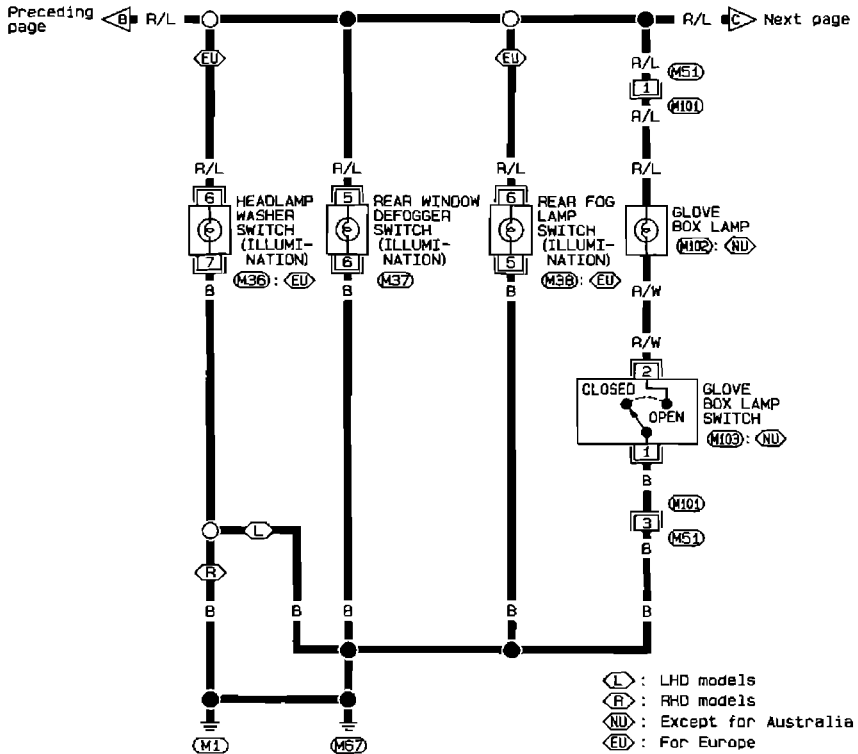 Preceding page
B R/L
R/L C Next page
EU
EU
R/L
M51
1
M101
R/L
R/L
R/L
R/L
R/L
6
HEADLAMP
WASHER
SWITCH
(ILLUMI-
NATION)
7
M36: EU
5
REAR WINDOW
DEFOGGER
SWITCH
(ILLUMI-
NATION)
6
M37
6
REAR FOG
LAMP
SWITCH
(ILLUMI-
NATION)
5
M38: EU
GLOVE
BOX LAMP
M102: NU
B
B
B
R/W
R/W
2
CLOSED
OPEN
1
GLOVE
BOX LAMP
SWITCH
M103: NU
B
M101
3
M51
B
L
R
B
B
B
B
B
M1
M67
L: LHD models
R: RHD models
NU: Except for Australia
EU: For Europe